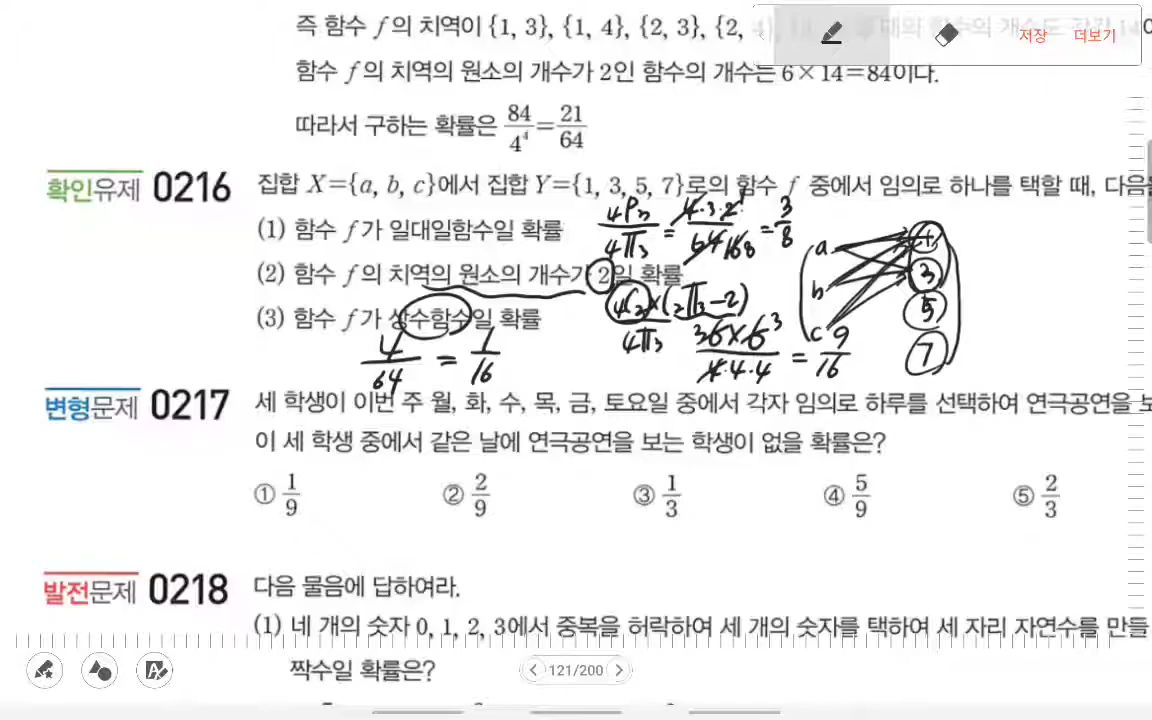 즉 함수 f의 치역이 {1, 3}, {1, 4}, {2, 3}, {2,
저장 더보기
함수 f의 치역의 원소의 개수가 2인 함수의 개수는 6×14=84이다.
따라서 구하는 확률은 84/4⁴=21/64
확인유제 0216 집합 X={a, b, c}에서 집합 Y={1, 3, 5, 7}로의 함수 f 중에서 임의로 하나를 택할 때, 다음
(1) 함수 f가 일대일함수일 확률 4P3/4Π3 = 4·3·2/64 = 3/8
(2) 함수 f의 치역의 원소의 개수가 2일 확률 4C2×(2Π3-2)/4Π3 36×6/4·4·4 = 9/16
(3) 함수 f가 상수함수일 확률 4/64 = 1/16
a b c 1 3 5 7
변형문제 0217 세 학생이 이번 주 월, 화, 수, 목, 금, 토요일 중에서 각자 임의로 하루를 선택하여 연극공연을 보
이 세 학생 중에서 같은 날에 연극공연을 보는 학생이 없을 확률은?
① 1/9 ② 2/9 ③ 1/3 ④ 5/9 ⑤ 2/3
발전문제 0218 다음 물음에 답하여라.
(1) 네 개의 숫자 0, 1, 2, 3에서 중복을 허락하여 세 개의 숫자를 택하여 세 자리 자연수를 만들
짝수일 확률은?
121/200